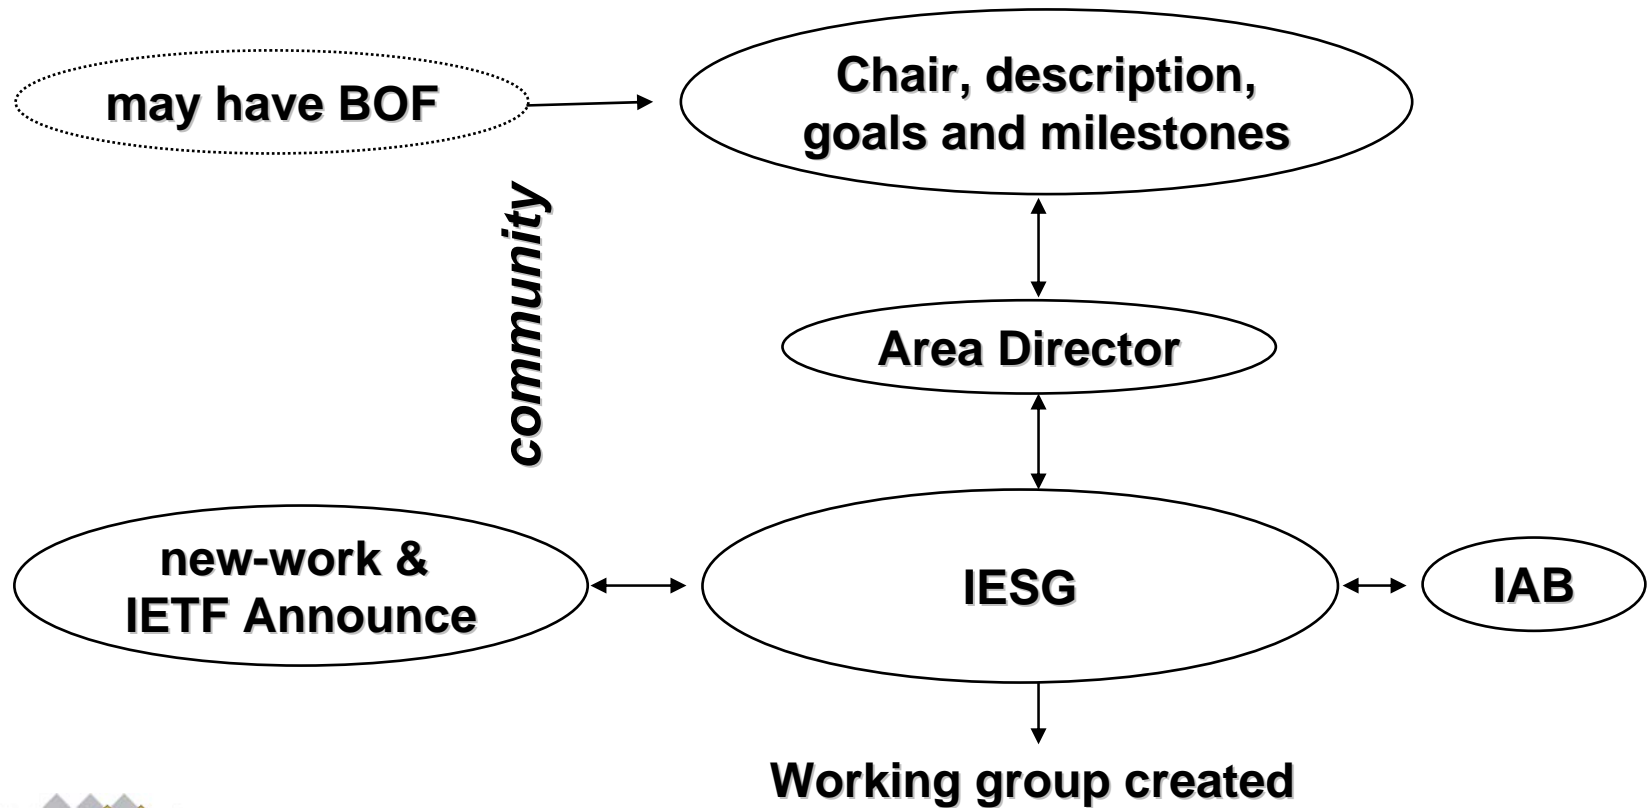 may have BOF
Chair, description,
goals and milestones
community
Area Director
new-work &
IETF Announce
IESG
IAB
Working group created